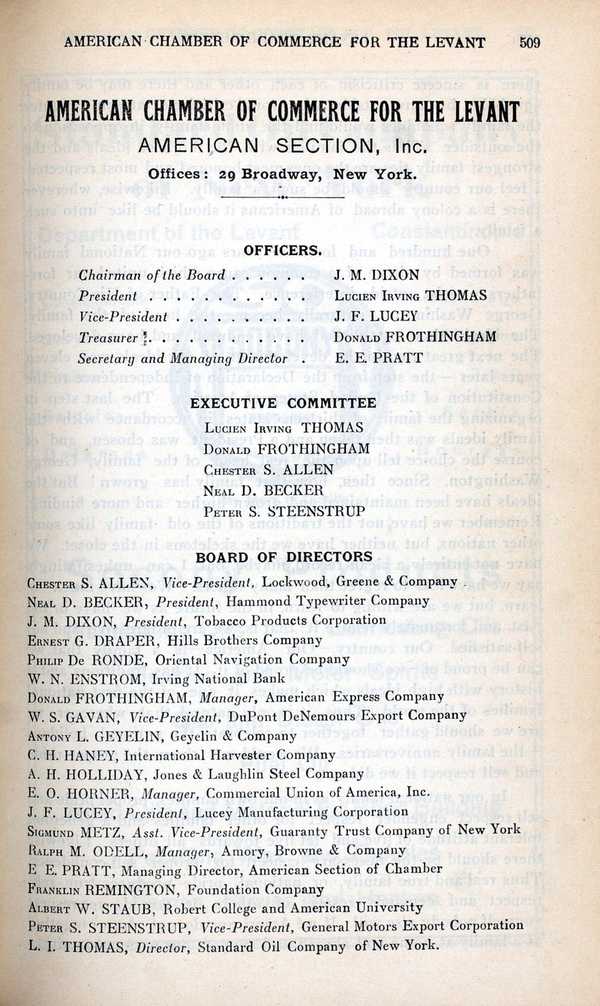 AMERICAN CHAMBER OF COMMERCE FOR THE LEVANT 509
AMERICAN CHAMBER OF COMMERCE FOR THE LEVANT
AMERICAN SECTION, Inc.
Offices: 29 Broadway, New York.
OFFICERS.
Chairman of the Board . . . . . . J. M. DIXON
President . . . . . . . . . . . . LUCIEN IRVING THOMAS
Vice-President . . . . . . . . . . J. F. LUCEY
Treasurer . . . . . . . . . . . . DONALD FROTHINGHAM
Secretary and Managing Director . E. E. PRATT
EXECUTIVE COMMITTEE
LUCIEN IRVING THOMAS
DONALD FROTHINGHAM
CHESTER S. ALLEN
NEAL D. BECKER
PETER S. STEENSTRUP
BOARD OF DIRECTORS
CHESTER S. ALLEN, Vice-President, Lockwood, Greene & Company .
NEAL D. BECKER, President, Hammond Typewriter Company
J. M. DIXON, President, Tobacco Products Corporation
ERNEST G. DRAPER, Hills Brothers Company
PHILIP De RONDE, Oriental Navigation Company
W. N. ENSTROM, Irving National Bank
DONALD FROTHINGHAM, Manager, American Express Company
W. S. GAVAN, Vice-President, DuPont DeNemours Export Company
ANTONY L. GEYELIN, Geyelin & Company
C. H. HANEY, International Harvester Company
A. H. HOLLIDAY, Jones & Laughlin Steel Company
E. O. HORNER, Manager, Commercial Union of America, Inc.
J. F. LUCEY, President, Lucey Manufacturing Corporation
SIGMUND METZ, Asst. Vice-President, Guaranty Trust Company of New York
RALPH M. ODELL, Manager, Amory, Browne & Company
E E. PRATT, Managing Director, American Section of Chamber
FRANKLIN REMINGTON, Foundation Company
ALBERT W. STAUB, Robert College and American University
PETER S. STEENSTRUP, Vice-President, General Motors Export Corporation
L. I. THOMAS, Director, Standard Oil Company of New York.